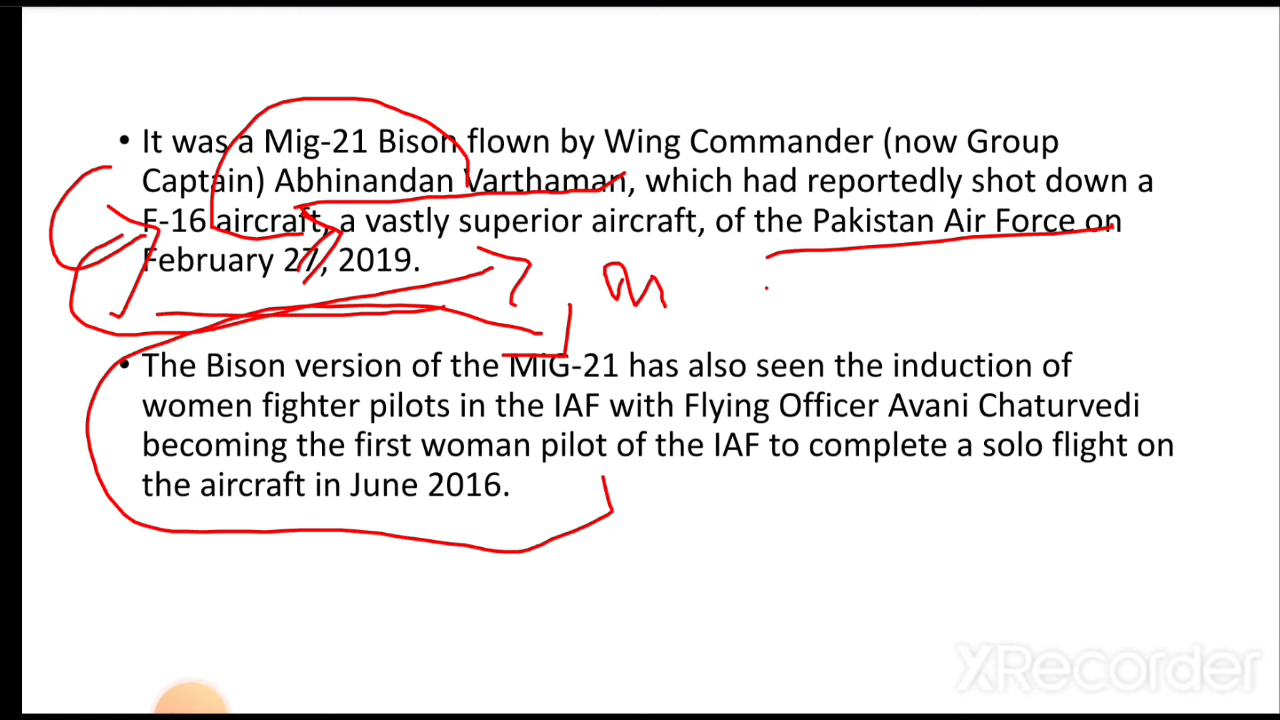 • It was a Mig-21 Bison flown by Wing Commander (now Group
Captain) Abhinandan Varthaman, which had reportedly shot down a
F-16 aircraft, a vastly superior aircraft, of the Pakistan Air Force on
February 27, 2019.
• The Bison version of the MiG-21 has also seen the induction of
women fighter pilots in the IAF with Flying Officer Avani Chaturvedi
becoming the first woman pilot of the IAF to complete a solo flight on
the aircraft in June 2016.
XRecorder